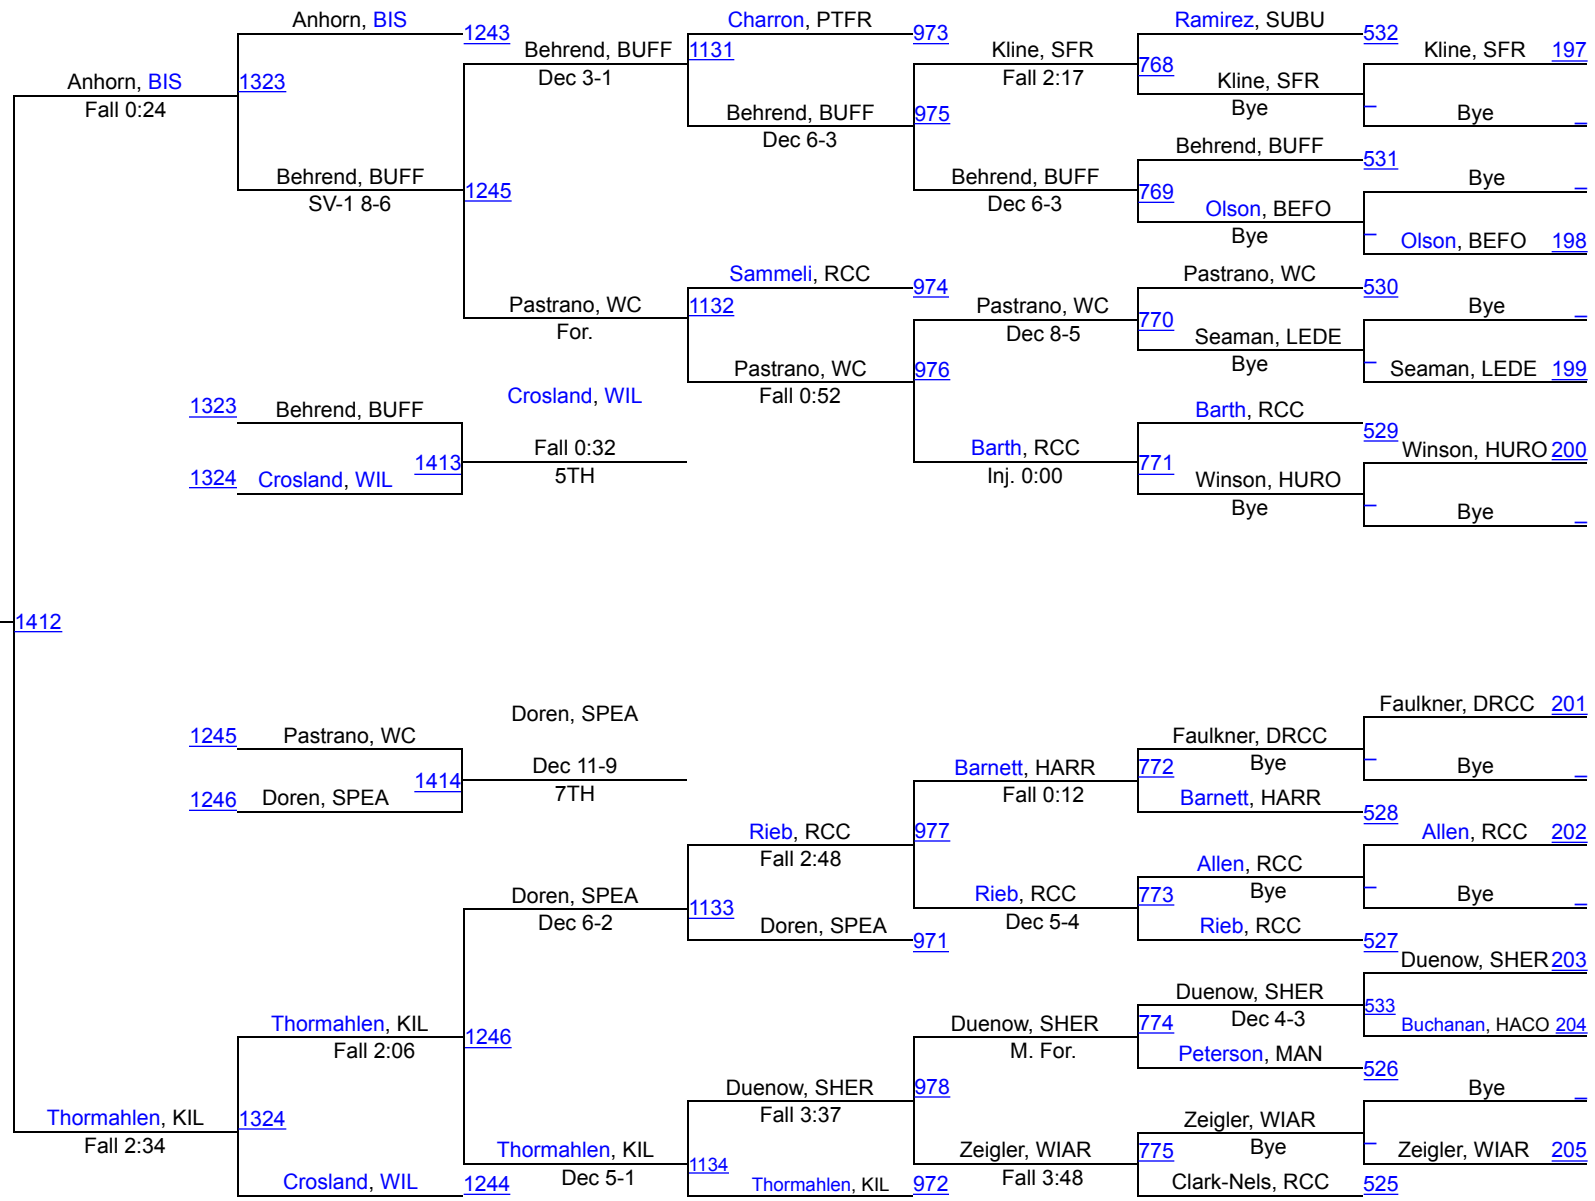 Anhorn, BIS
1243
Charron, PTFR
973
Ramirez, SUBU
532
Behrend, BUFF
1131
Kline, SFR
Kline, SFR 197
Dec 3-1
Fall 2:17
768
Anhorn, BIS
1323
Kline, SFR
Fall 0:24
Behrend, BUFF
975
Bye
Bye
Dec 6-3
Behrend, BUFF
531
Behrend, BUFF
1245
Behrend, BUFF
769
Bye
SV-1 8-6
Dec 6-3
Olson, BEFO
Bye
Olson, BEFO 198
Sammeli, RCC
974
Pastrano, WC
530
Pastrano, WC
1132
Pastrano, WC
Bye
For.
Dec 8-5
770
Seaman, LEDE
Pastrano, WC
976
Bye
Seaman, LEDE 199
Crosland, WIL
Fall 0:52
1323
Behrend, BUFF
Barth, RCC
529
Fall 0:32
Barth, RCC
Winson, HURO 200
1413
5TH
Inj. 0:00
771
1324
Crosland, WIL
Winson, HURO
Bye
Bye
1412
Doren, SPEA
Faulkner, DRCC 201
1245
Pastrano, WC
Faulkner, DRCC
Dec 11-9
Barnett, HARR
772
Bye
Bye
1414
7TH
Fall 0:12
1246
Doren, SPEA
Barnett, HARR
528
Rieb, RCC
977
Allen, RCC 202
Fall 2:48
Allen, RCC
Doren, SPEA
1133
Rieb, RCC
773
Bye
Bye
Dec 6-2
Doren, SPEA
971
Dec 5-4
Rieb, RCC
527
Duenow, SHER 203
Duenow, SHER
533
Thormahlen, KIL
1246
Duenow, SHER
774
Dec 4-3
Buchanan, HACO 204
Fall 2:06
M. For.
Peterson, MAN
526
Duenow, SHER
978
Bye
Thormahlen, KIL
1324
Fall 3:37
Zeigler, WIAR
Fall 2:34
Thormahlen, KIL
1134
Zeigler, WIAR
775
Bye
Zeigler, WIAR 205
Crosland, WIL
1244
Dec 5-1
Thormahlen, KIL
972
Fall 3:48
Clark-Nels, RCC
525